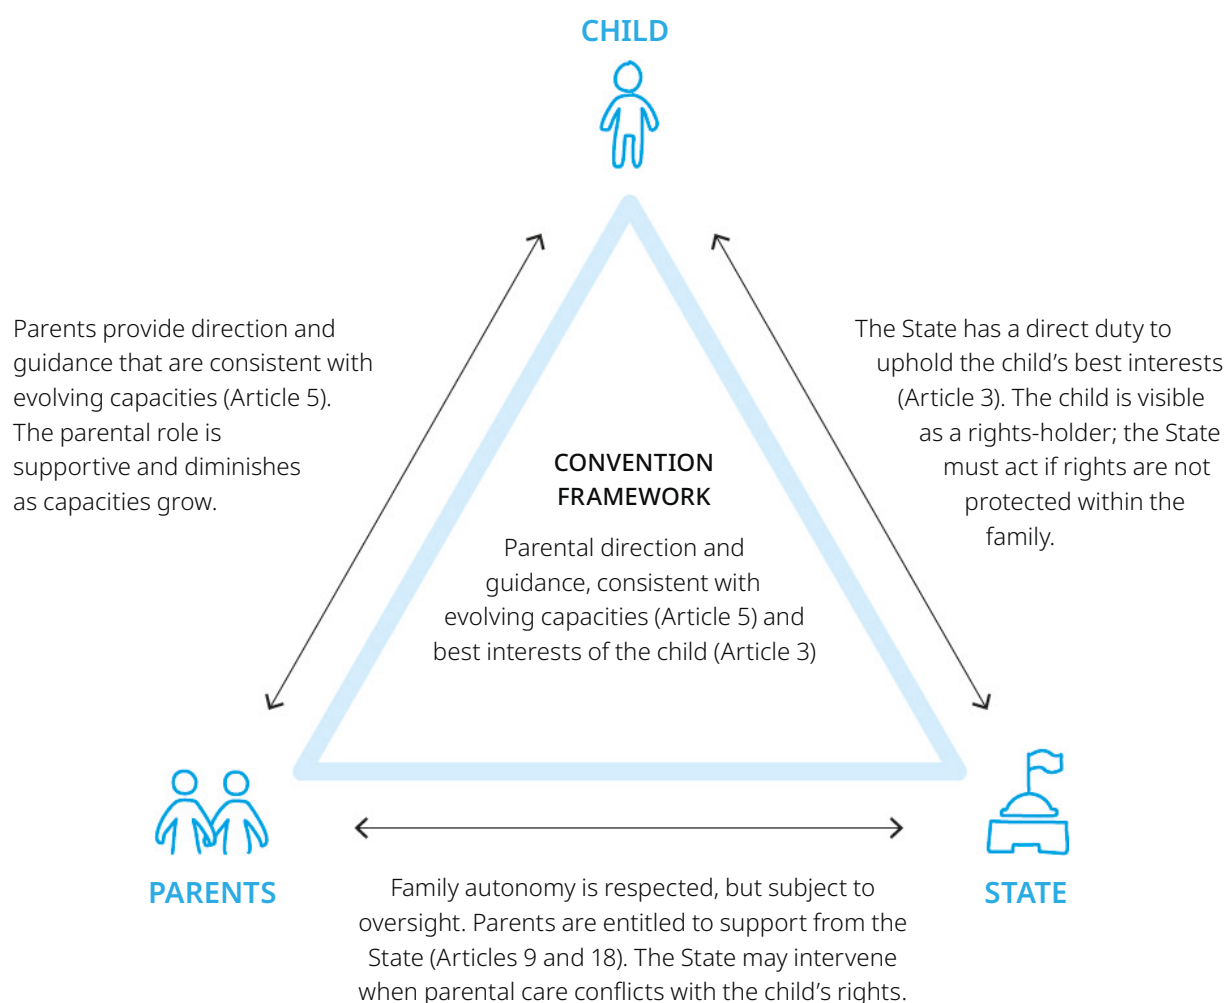 CHILD
Parents provide direction and
guidance that are consistent with
evolving capacities (Article 5).
The parental role is
supportive and diminishes
as capacities grow.
The State has a direct duty to
uphold the child’s best interests
(Article 3). The child is visible
as a rights-holder; the State
must act if rights are not
protected within the
family.
CONVENTION
FRAMEWORK
Parental direction and
guidance, consistent with
evolving capacities (Article 5) and
best interests of the child (Article 3)
PARENTS
STATE
Family autonomy is respected, but subject to
oversight. Parents are entitled to support from the
State (Articles 9 and 18). The State may intervene
when parental care conflicts with the child’s rights.